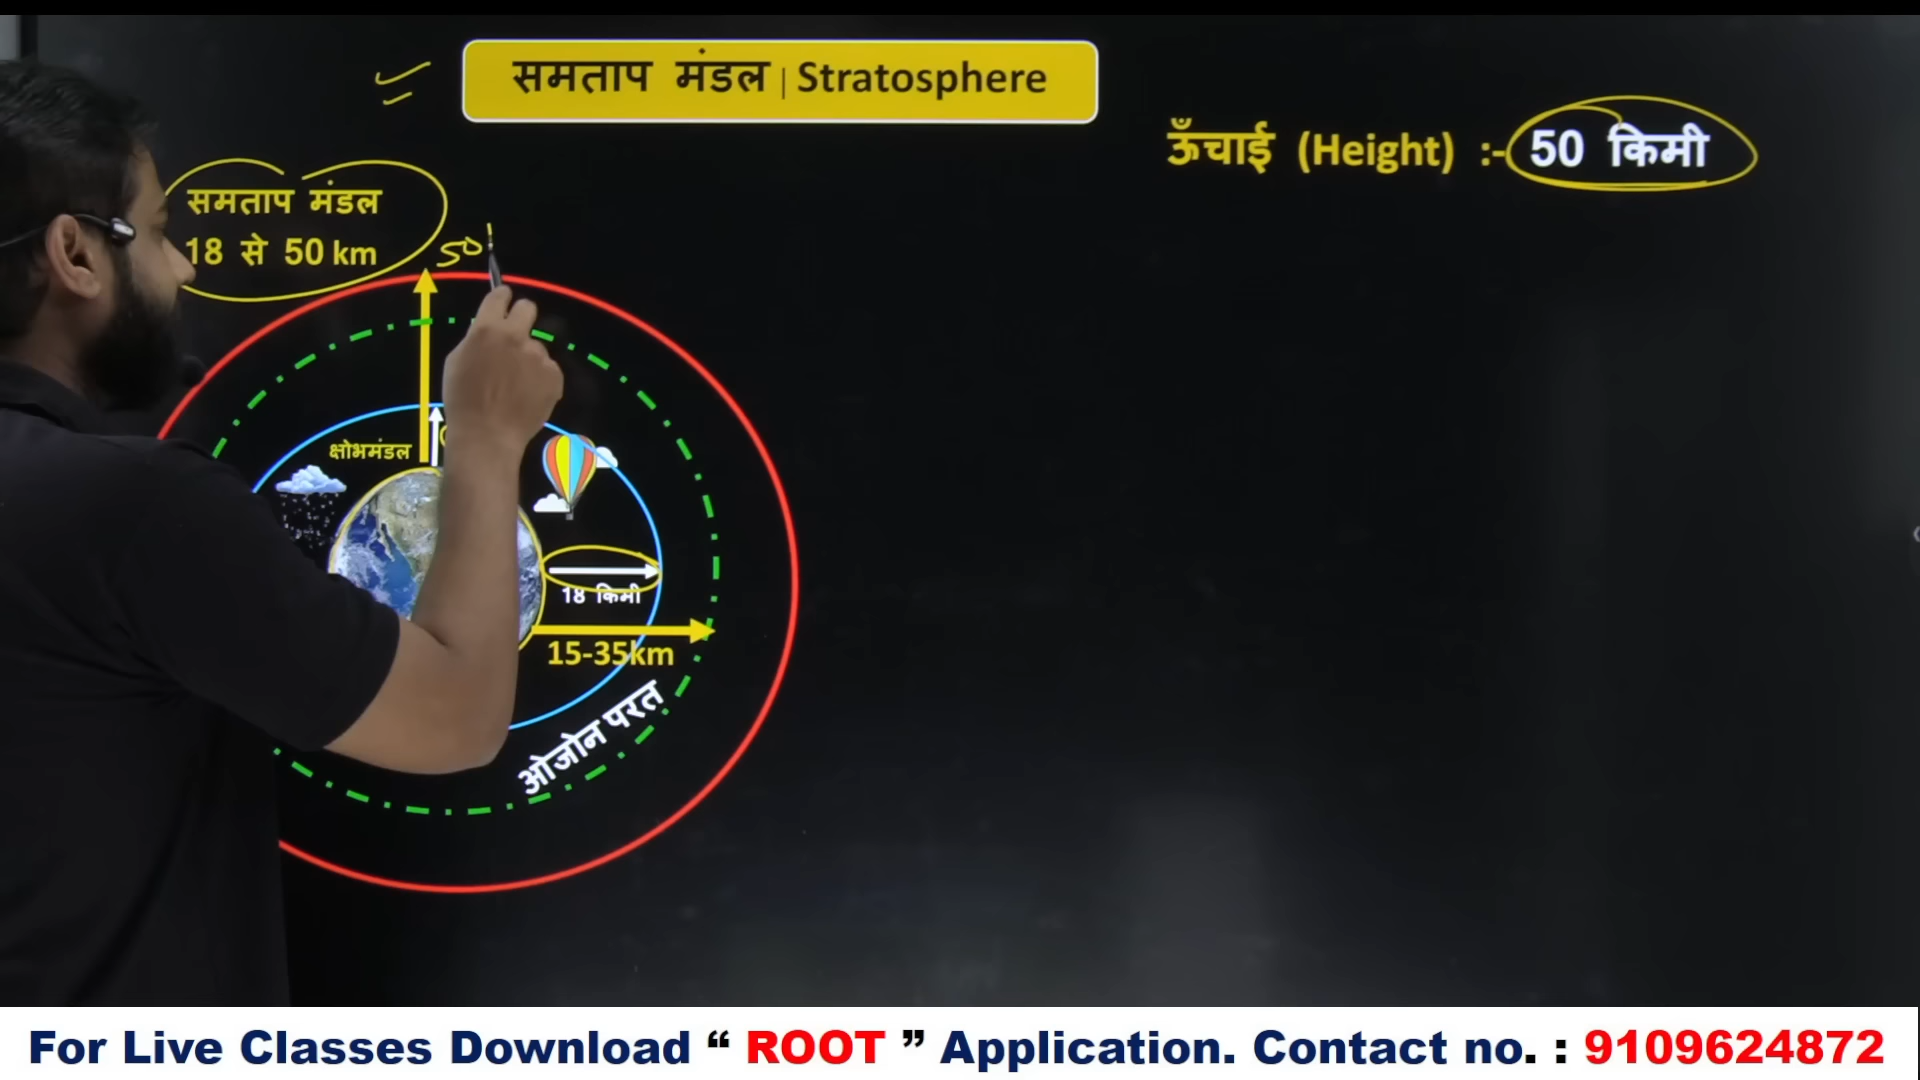 समताप मंडल | Stratosphere
ऊँचाई (Height) :- 50 किमी
समताप मंडल
18 से 50 km
50
क्षोभमंडल
18 किमी
15-35km
ओजोन परत
For Live Classes Download “ ROOT ” Application. Contact no. : 9109624872